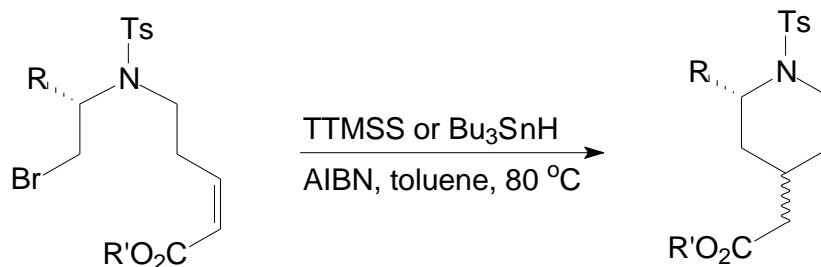 Ts
R
N
Br
R'O₂C
TTMSS or Bu₃SnH
AIBN, toluene, 80 °C
Ts
R
N
R'O₂C